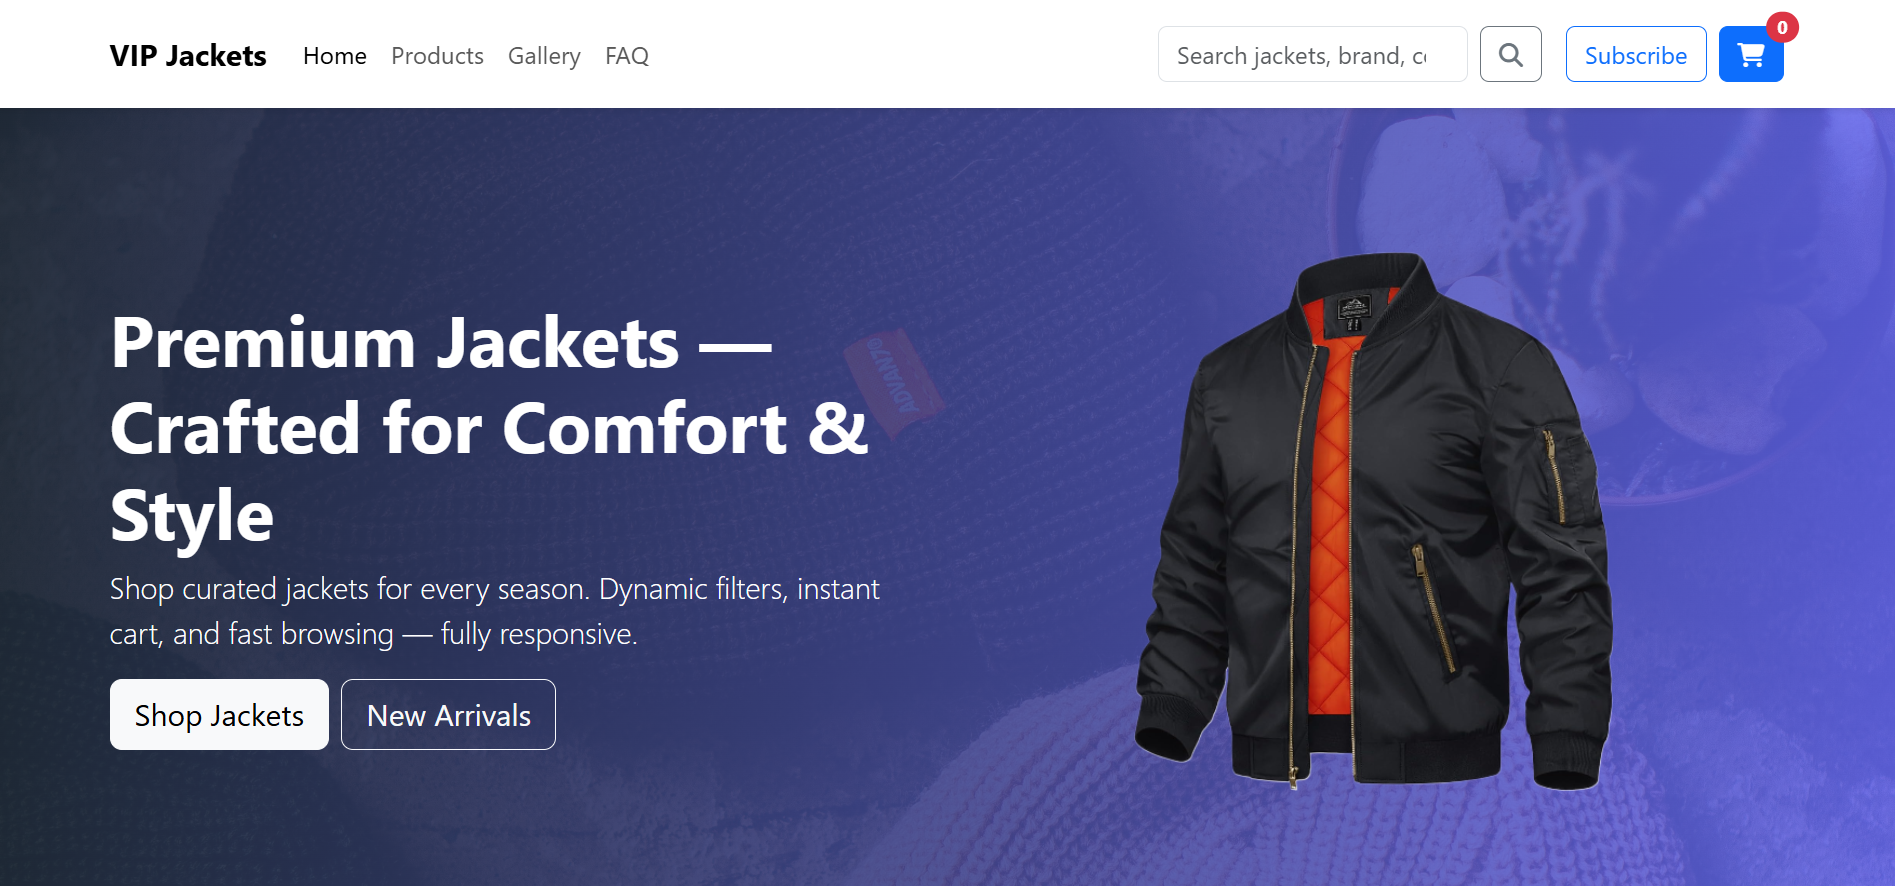 VIP Jackets Home Products Gallery FAQ Search jackets, brand, c Subscribe 0
Premium Jackets —
Crafted for Comfort &
Style
ADVAN76®
Shop curated jackets for every season. Dynamic filters, instant
cart, and fast browsing — fully responsive.
Shop Jackets New Arrivals